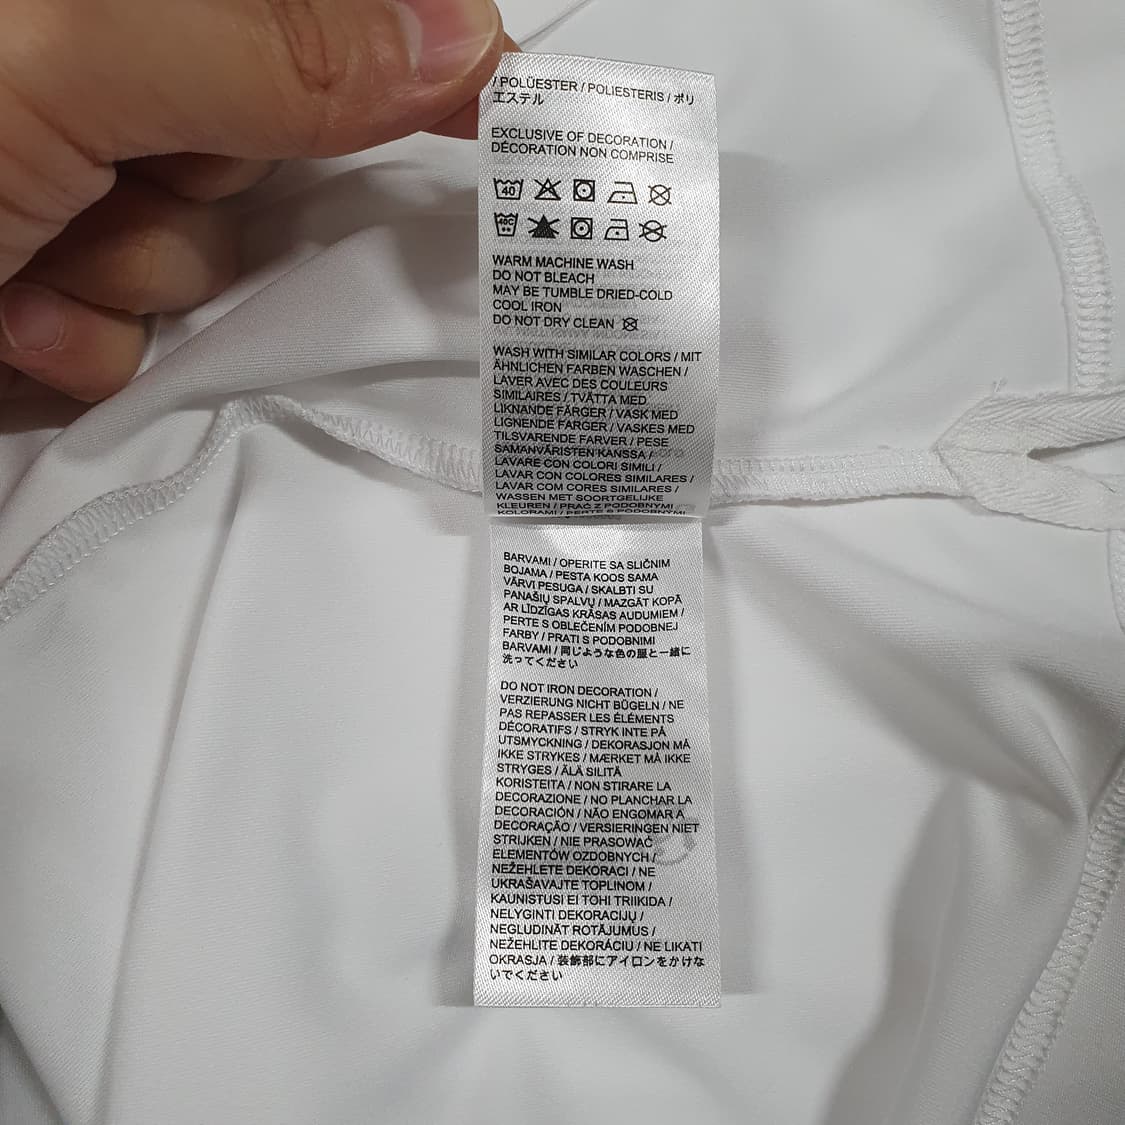 / POLÜESTER / POLIESTERIS / ポリ
エステル
EXCLUSIVE OF DECORATION /
DÉCORATION NON COMPRISE
40
40C
WARM MACHINE WASH
DO NOT BLEACH
MAY BE TUMBLE DRIED-COLD
COOL IRON
DO NOT DRY CLEAN
WASH WITH SIMILAR COLORS / MIT
ÄHNLICHEN FARBEN WASCHEN /
LAVER AVEC DES COULEURS
SIMILAIRES / TVÄTTA MED
LIKNANDE FÄRGER / VASK MED
LIGNENDE FARGER / VASKES MED
TILSVARENDE FARVER / PESE
SAMANVÄRISTEN KANSSA /
LAVARE CON COLORI SIMILI /
LAVAR CON COLORES SIMILARES /
LAVAR COM CORES SIMILARES /
WASSEN MET SOORTGELIJKE
KLEUREN / PRAĆ Z PODOBNYMI
KOLORAMI / PERTE S PODOBNÝMI
BARVAMI / OPERITE SA SLIČNIM
BOJAMA / PESTA KOOS SAMA
VÄRVI PESUGA / SKALBTI SU
PANAŠIŲ SPALVŲ / MAZGĀT KOPĀ
AR LĪDZĪGAS KRĀSAS AUDUMIEM /
PERTE S OBLEČENÍM PODOBNEJ
FARBY / PRATI S PODOBNIMI
BARVAMI / 同じような色の服と一緒に
洗ってください
DO NOT IRON DECORATION /
VERZIERUNG NICHT BÜGELN / NE
PAS REPASSER LES ÉLÉMENTS
DÉCORATIFS / STRYK INTE PÅ
UTSMYCKNING / DEKORASJON MÅ
IKKE STRYKES / MÆRKET MÅ IKKE
STRYGES / ÄLÄ SILITÄ
KORISTEITA / NON STIRARE LA
DECORAZIONE / NO PLANCHAR LA
DECORACIÓN / NÃO ENGOMAR A
DECORAÇÃO / VERSIERINGEN NIET
STRIJKEN / NIE PRASOWAĆ
ELEMENTÓW OZDOBNYCH /
NEŽEHLETE DEKORACI / NE
UKRAŠAVAJTE TOPLINOM /
KAUNISTUSI EI TOHI TRIIKIDA /
NELYGINTI DEKORACIJŲ /
NEGLUDINĀT ROTĀJUMUS /
NEŽEHLITE DEKORÁCIU / NE LIKATI
OKRASJA / 装飾部にアイロンをかけな
いでください